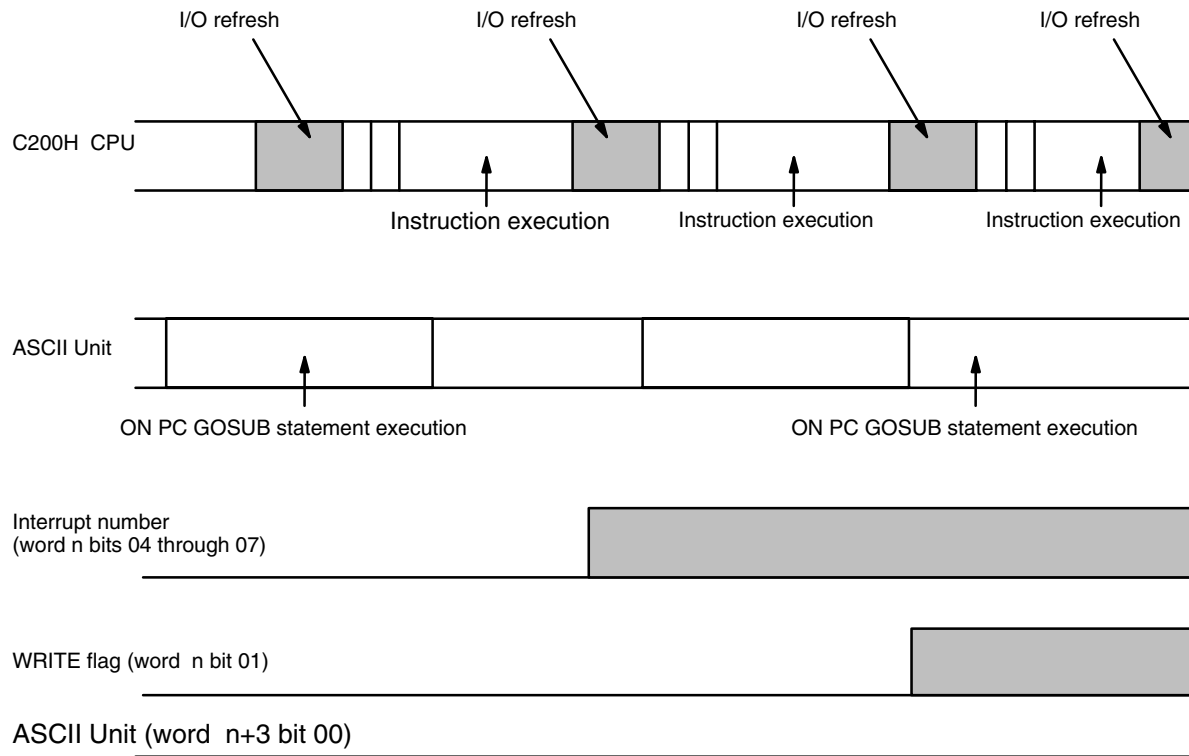 I/O refresh I/O refresh I/O refresh I/O refresh
C200H CPU
Instruction execution Instruction execution Instruction execution
ASCII Unit
ON PC GOSUB statement execution ON PC GOSUB statement execution
Interrupt number
(word n bits 04 through 07)
WRITE flag (word n bit 01)
ASCII Unit (word n+3 bit 00)